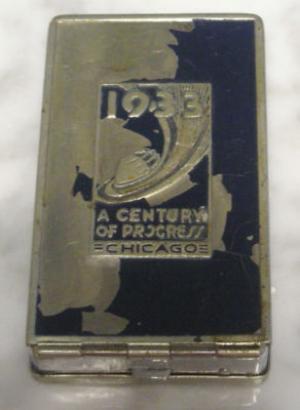 1933
A CENTURY
OF PROGRESS
CHICAGO